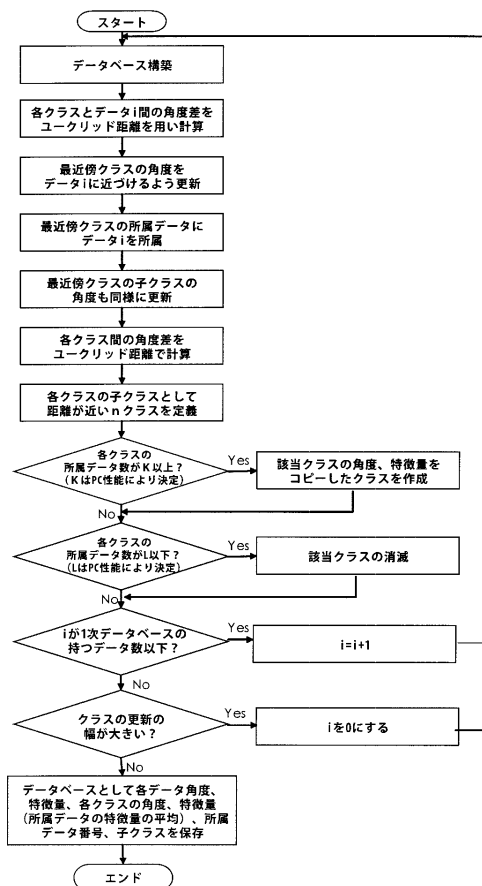 スタート
データベース構築
各クラスとデータi間の角度差を
ユークリッド距離を用い計算
最近傍クラスの角度を
データiに近づけるよう更新
最近傍クラスの所属データに
データiを所属
最近傍クラスの子クラスの
角度も同様に更新
各クラス間の角度差を
ユークリッド距離で計算
各クラスの子クラスとして
距離が近いnクラスを定義
各クラスの
所属データ数がK以上？
（KはPC性能により決定）
Yes
該当クラスの角度、特徴量を
コピーしたクラスを作成
No
各クラスの
所属データ数がL以下？
（LはPC性能により決定）
Yes
該当クラスの消滅
No
iが1次データベースの
持つデータ数以下？
Yes
i=i+1
No
クラスの更新の
幅が大きい？
Yes
iを0にする
No
データベースとして各データ角度、
特徴量、各クラスの角度、特徴量
（所属データの特徴量の平均）、所属
データ番号、子クラスを保存
エンド